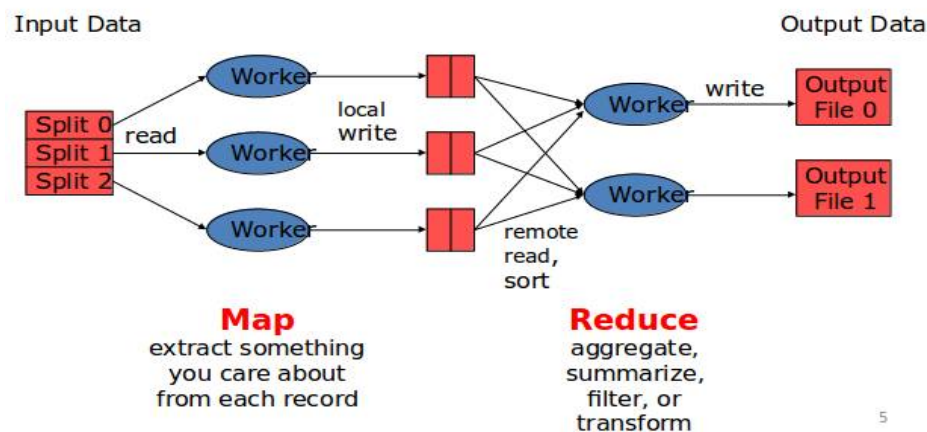 Input Data
Output Data
Split 0
Split 1
Split 2
read
Worker
Worker
Worker
local
write
remote
read,
sort
Worker
Worker
write
Output
File 0
Output
File 1
Map
extract something
you care about
from each record
Reduce
aggregate,
summarize,
filter, or
transform
5